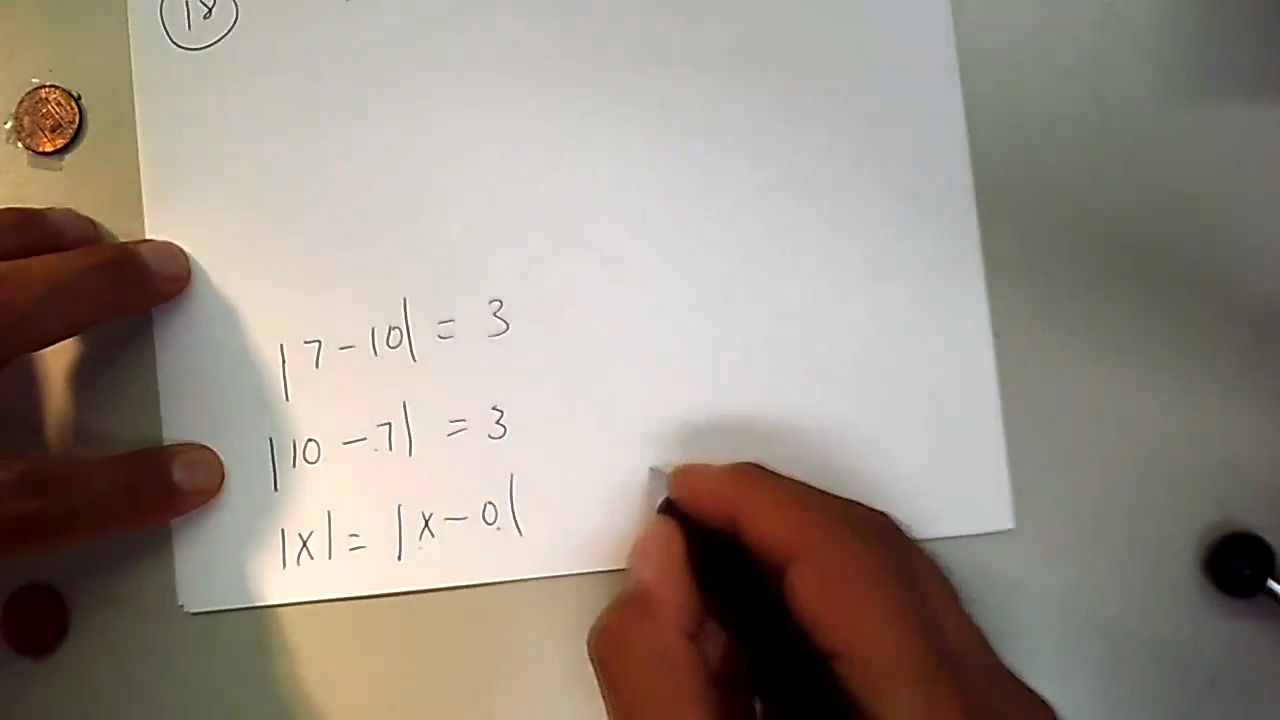 18
|7-10| = 3
|10-7| = 3
|x| = |x-0|